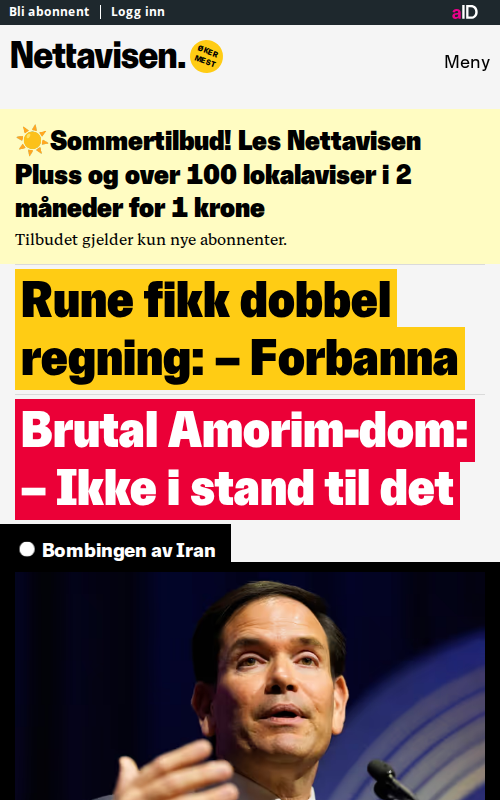 Bli abonnent | Logg inn
aID
Nettavisen.
ØKER
MEST
Meny
☀️Sommertilbud! Les Nettavisen
Pluss og over 100 lokalaviser i 2
måneder for 1 krone
Tilbudet gjelder kun nye abonnenter.
Rune fikk dobbel
regning: – Forbanna
Brutal Amorim-dom:
– Ikke i stand til det
Bombingen av Iran